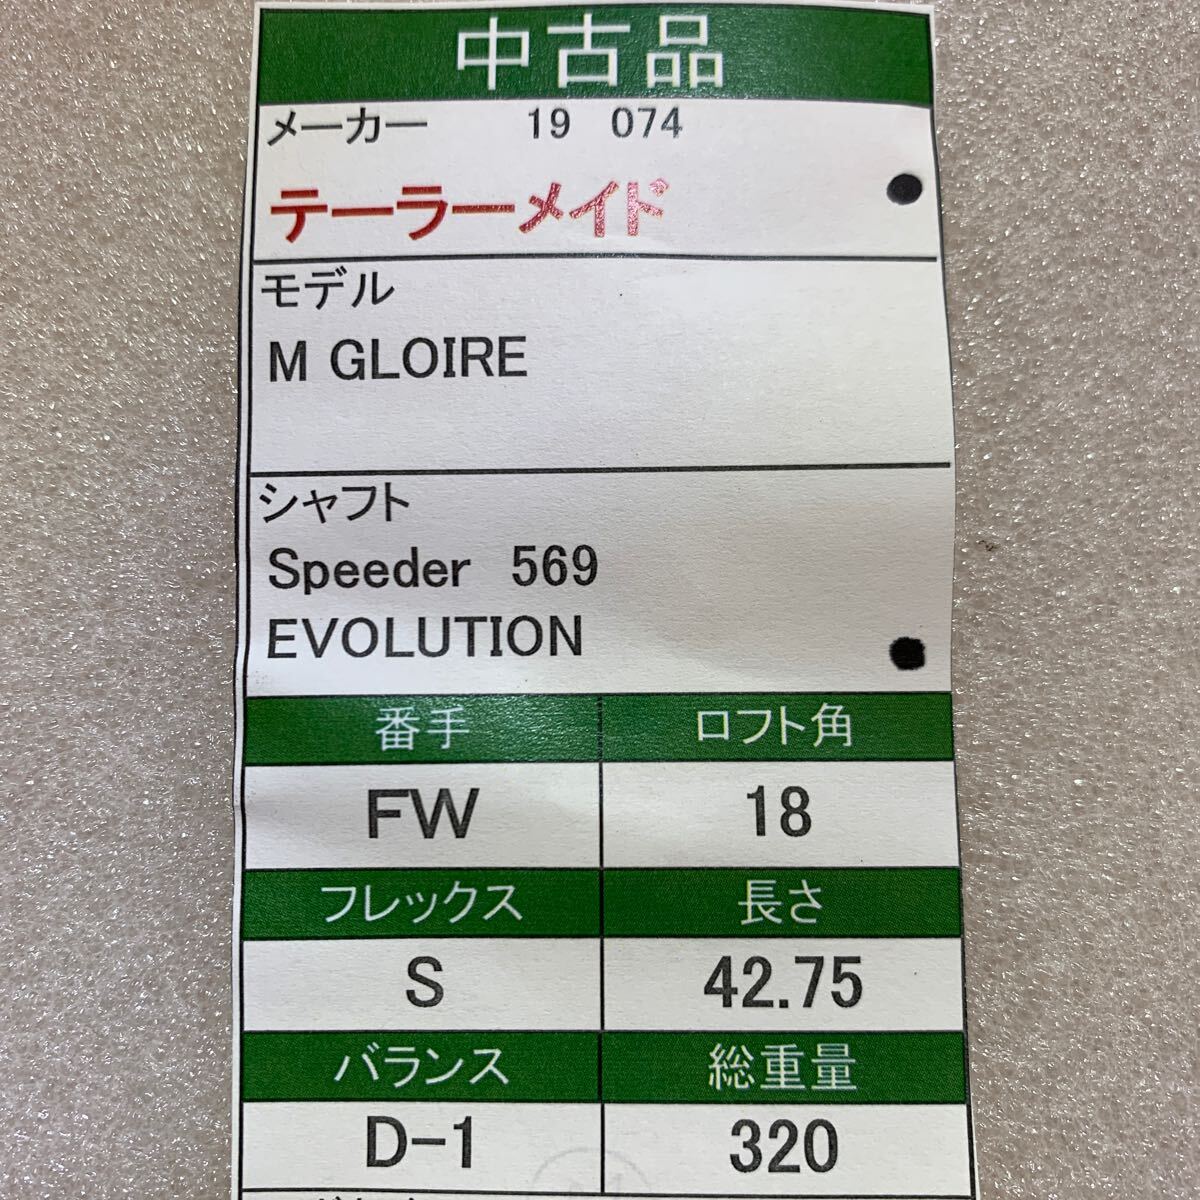 中古品
メーカー 19 074
テーラーメイド
モデル
M GLOIRE
シャフト
Speeder 569
EVOLUTION
番手 ロフト角
FW 18
フレックス 長さ
S 42.75
バランス 総重量
D-1 320